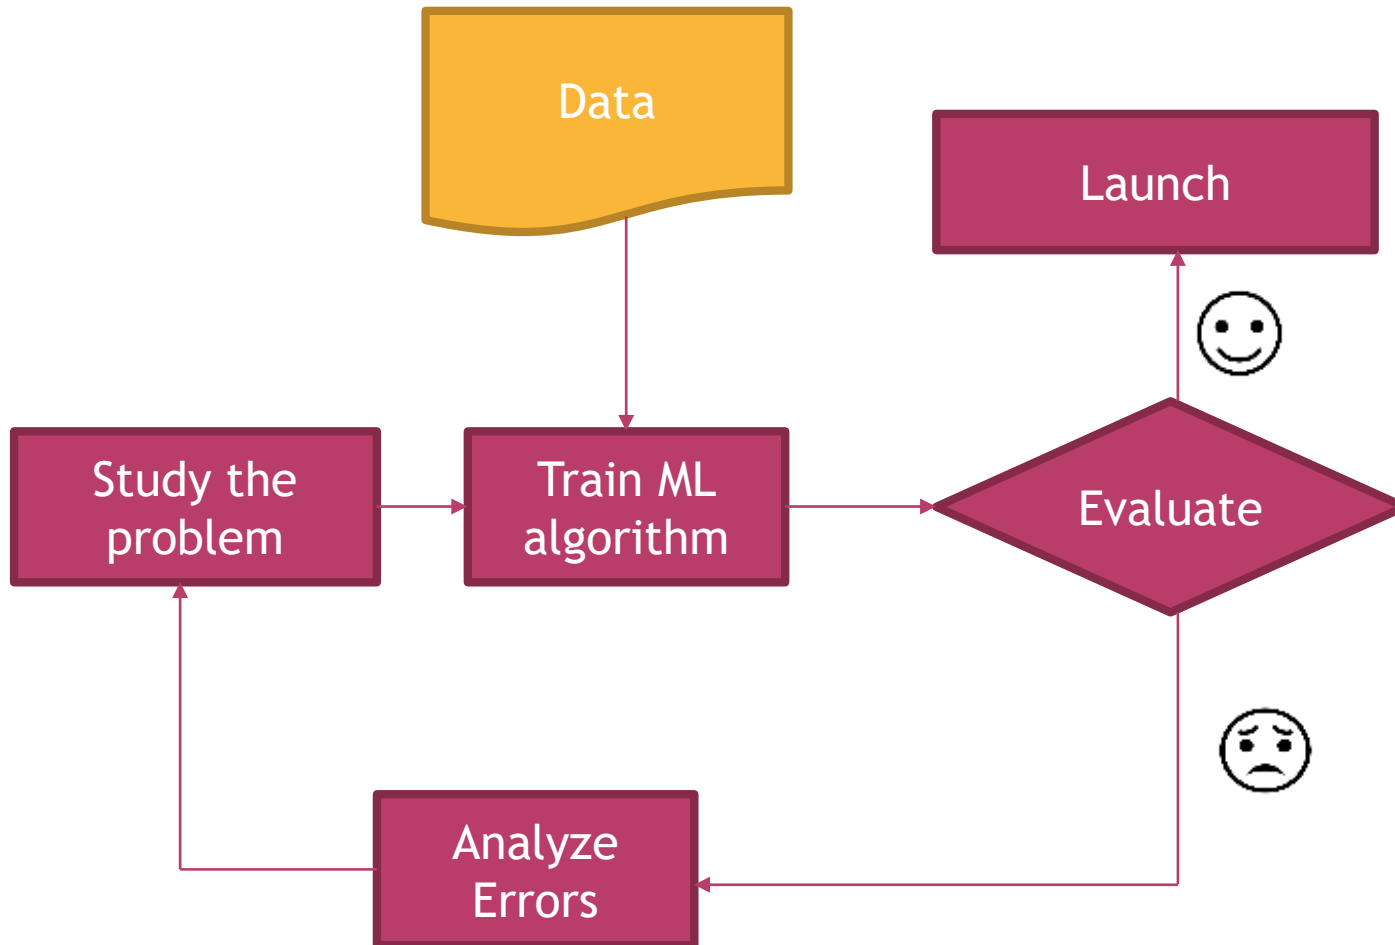 Data
Launch
Study the
problem
Train ML
algorithm
Evaluate
Analyze
Errors